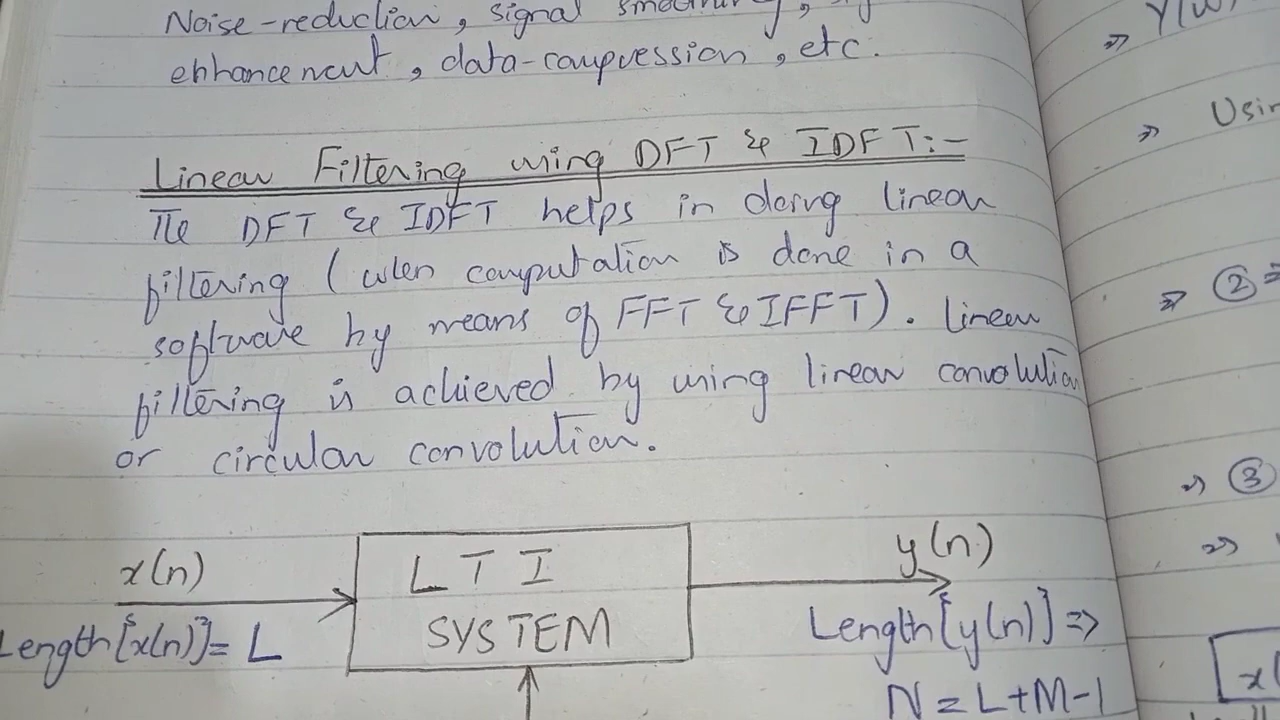 Noise-reduction, signal
enhancement, data-compression, etc.
Linear Filtering using DFT & IDFT:-
The DFT & IDFT helps in doing linear
filtering (when computation is done in a
software by means of FFT & IFFT). Linear
filtering is achieved by using linear convolution
or circular convolution.
x(n)
Length[x(n)]= L
LTI
SYSTEM
y(n)
Length[y(n)] =>
N = L+M-1
=>
=>
=> ②
=> ③
=>